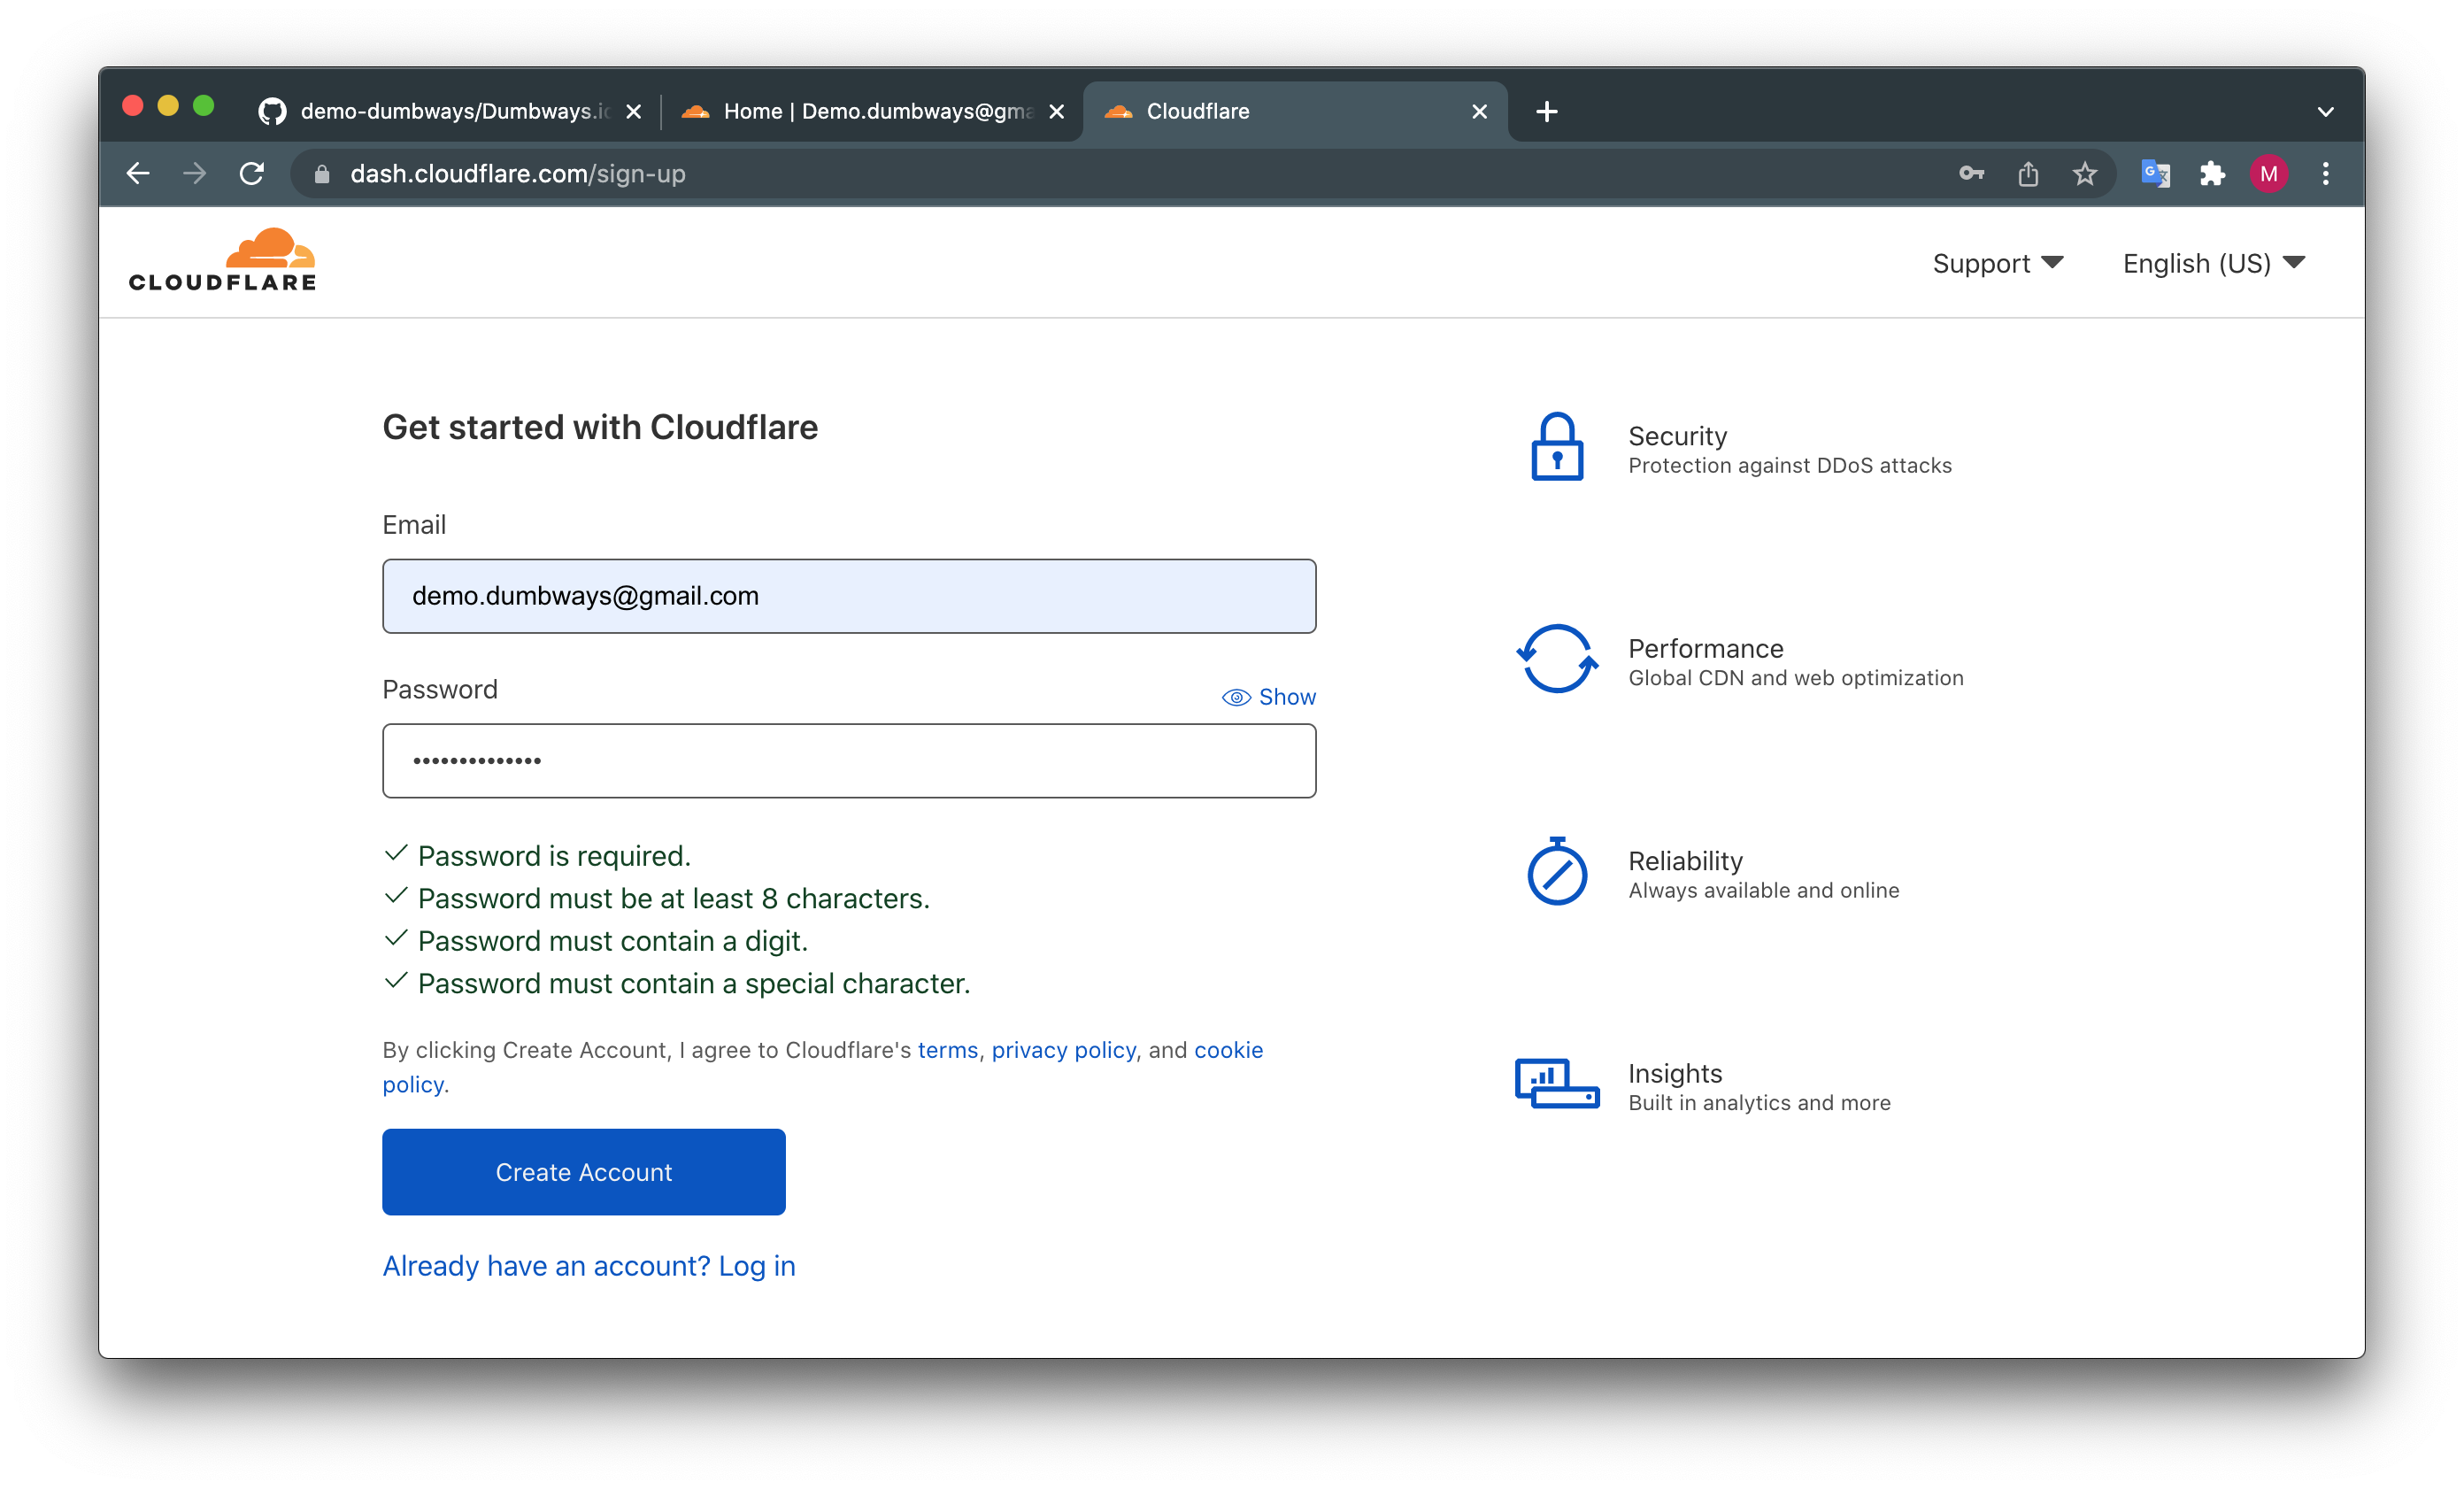 demo-dumbways/Dumbways.ic
Home | Demo.dumbways@gma
Cloudflare
dash.cloudflare.com/sign-up
M
CLOUDFLARE
Support
English (US)
Get started with Cloudflare
Email
demo.dumbways@gmail.com
Password
Show
••••••••••••••
Password is required.
Password must be at least 8 characters.
Password must contain a digit.
Password must contain a special character.
By clicking Create Account, I agree to Cloudflare's terms, privacy policy, and cookie
policy.
Create Account
Already have an account? Log in
Security
Protection against DDoS attacks
Performance
Global CDN and web optimization
Reliability
Always available and online
Insights
Built in analytics and more